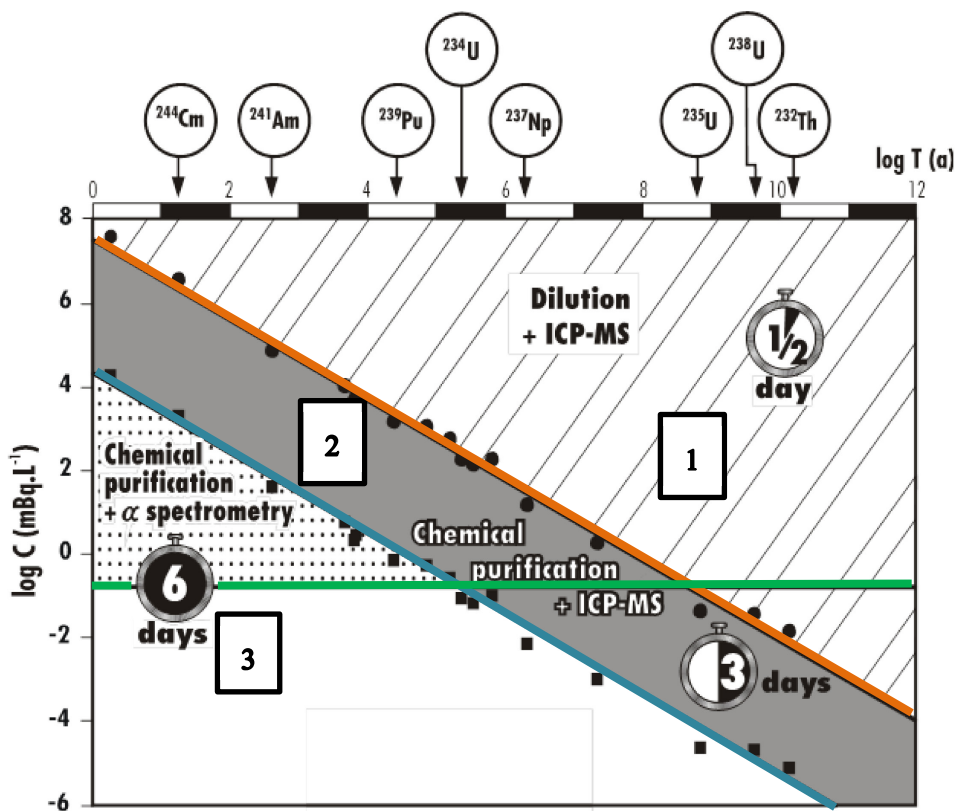 ²³⁴U
²³⁸U
²⁴⁴Cm
²⁴¹Am
²³⁹Pu
²³⁷Np
²³⁵U
²³²Th
log T (a)
0 2 4 6 8 10 12
8
6
4
2
0
-2
-4
-6
log C (mBq.L⁻¹)
Dilution
+ ICP-MS
1/2
day
1
2
Chemical
purification
+ α spectrometry
Chemical
purification
+ ICP-MS
6
days
3
3 days